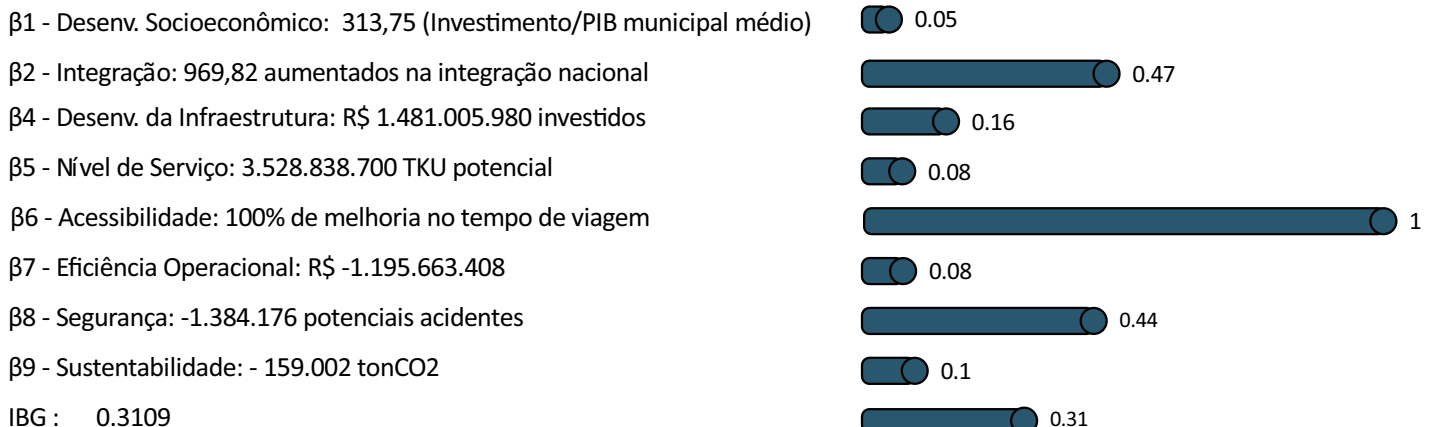 β1 - Desenv. Socioeconômico: 313,75 (Investimento/PIB municipal médio) 0.05
β2 - Integração: 969,82 aumentados na integração nacional 0.47
β4 - Desenv. da Infraestrutura: R$ 1.481.005.980 investidos 0.16
β5 - Nível de Serviço: 3.528.838.700 TKU potencial 0.08
β6 - Acessibilidade: 100% de melhoria no tempo de viagem 1
β7 - Eficiência Operacional: R$ -1.195.663.408 0.08
β8 - Segurança: -1.384.176 potenciais acidentes 0.44
β9 - Sustentabilidade: - 159.002 tonCO2 0.1
IBG : 0.3109 0.31